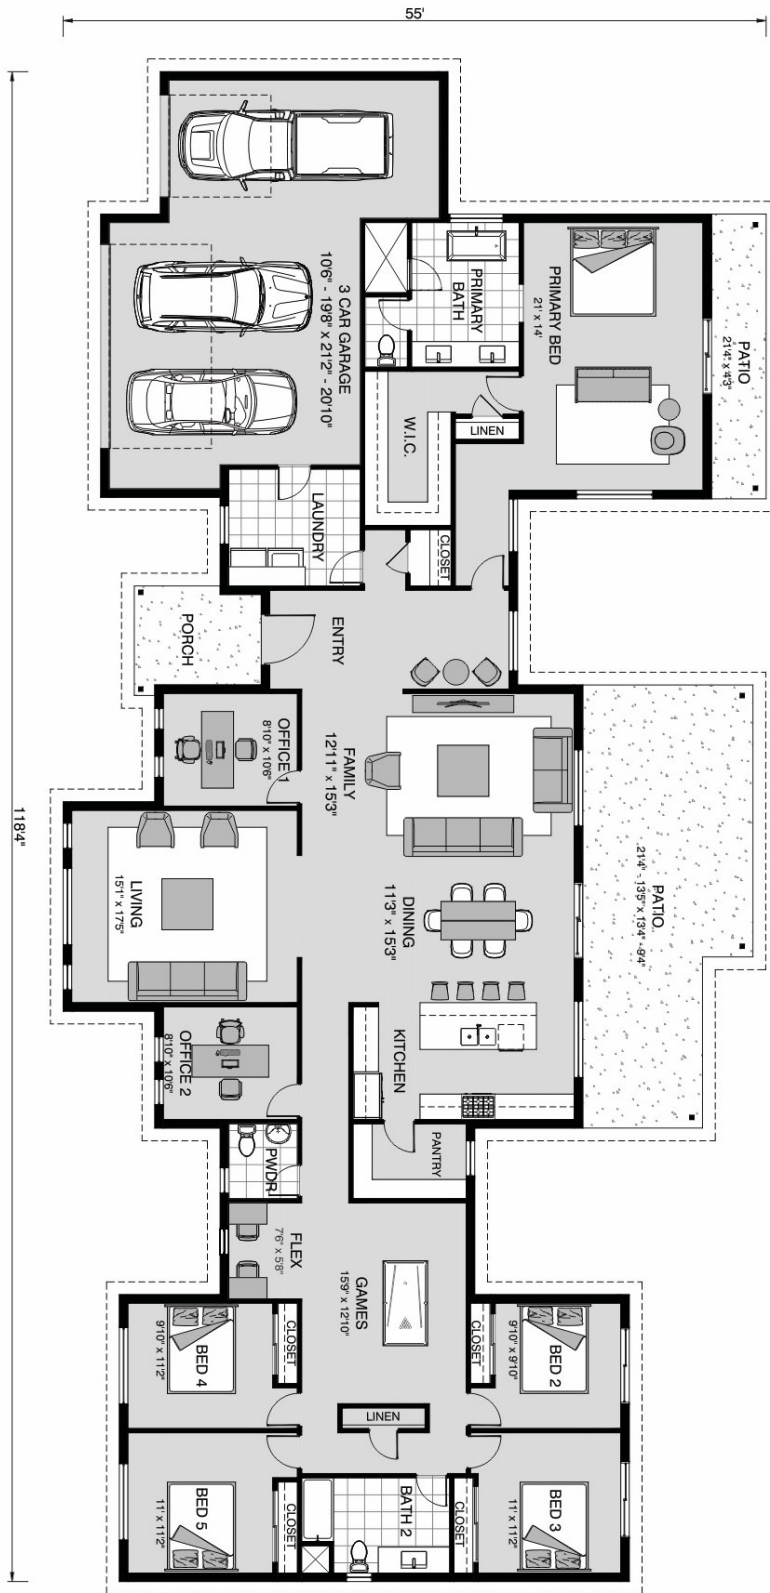 55'
118'4"
3 CAR GARAGE
10'6" - 19'8" x 21'2" - 20'10"
PRIMARY
BATH
PRIMARY BED
21' x 14'
PATIO
21'4" x 4'3"
W.I.C.
LINEN
LAUNDRY
CLOSET
PORCH
ENTRY
OFFICE 1
8'10" x 10'6"
FAMILY
12'11" x 15'3"
LIVING
15'1" x 17'5"
DINING
11'3" x 15'3"
PATIO
21'4" - 13'5" x 13'4" - 9'4"
OFFICE 2
8'10" x 10'6"
KITCHEN
PWDR
PANTRY
FLEX
7'6" x 5'8"
GAMES
15'9" x 12'10"
BED 4
9'10" x 11'2"
CLOSET
CLOSET
BED 2
9'10" x 9'10"
LINEN
BED 5
11' x 11'2"
CLOSET
BATH 2
CLOSET
BED 3
11' x 11'2"